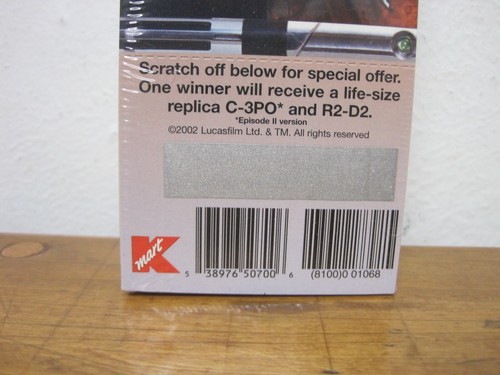 Scratch off below for special offer.
One winner will receive a life-size
replica C-3PO* and R2-D2.
*Episode II version
©2002 Lucasfilm Ltd. & TM. All rights reserved
K
mart
5 38976 50700 6
(8100)0 01068